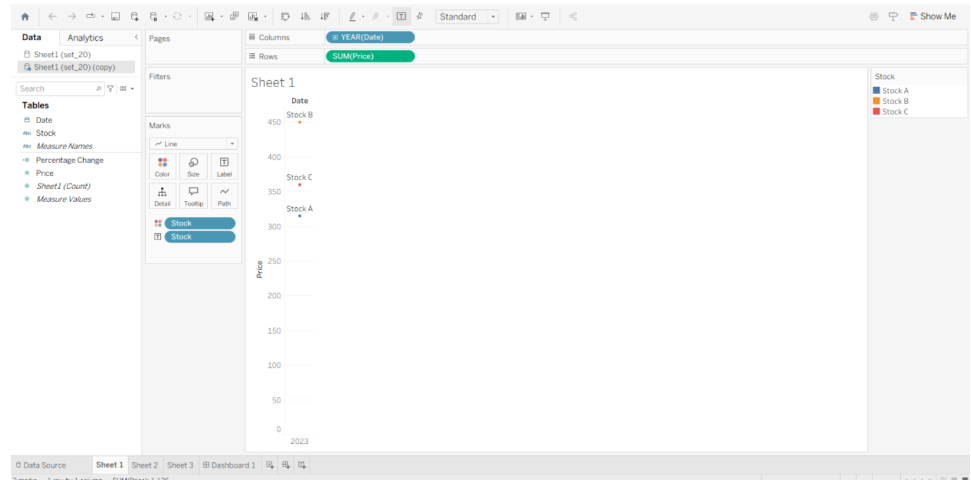 Standard
Show Me
Data
Analytics
Sheet1 (set_20)
Sheet1 (set_20) (copy)
Search
Tables
Date
Abc Stock
Abc Measure Names
Percentage Change
Price
Sheet1 (Count)
Measure Values
Pages
Filters
Marks
Line
Color Size Label
Detail Tooltip Path
Stock
Stock
Columns
YEAR(Date)
Rows
SUM(Price)
Sheet 1
Date
Stock B
450
400
Stock C
350
Stock A
300
250
Price
200
150
100
50
0
2023
Stock
Stock A
Stock B
Stock C
Data Source
Sheet 1
Sheet 2
Sheet 3
Dashboard 1